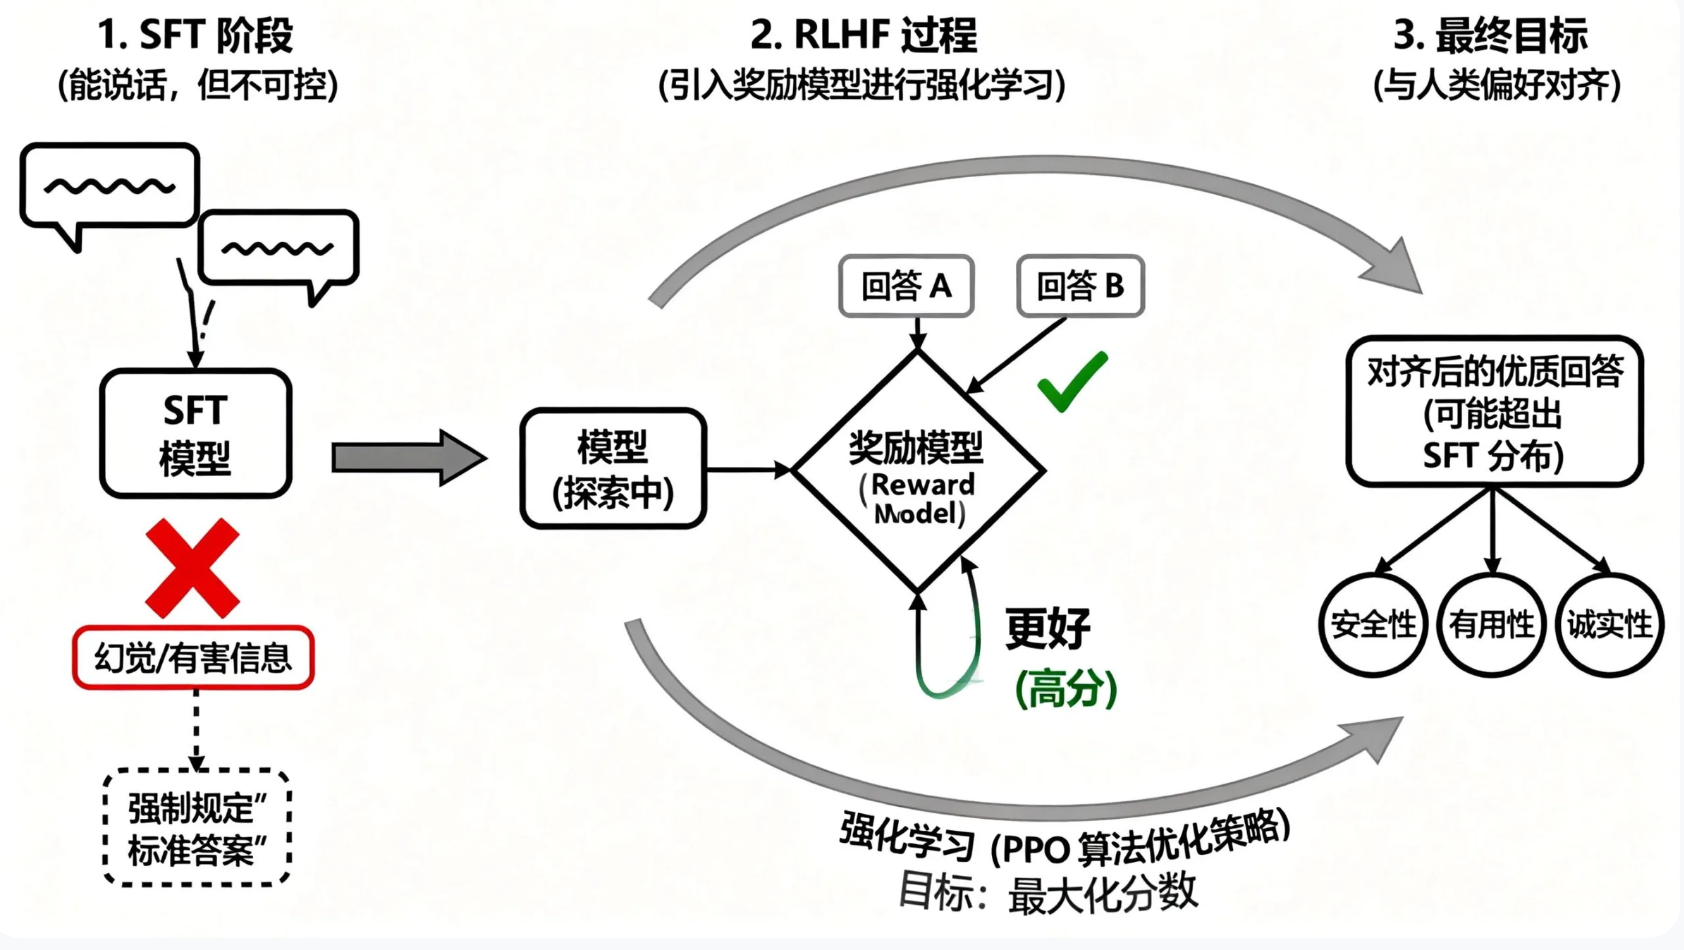 1. SFT 阶段
(能说话，但不可控)
SFT
模型
幻觉/有害信息
强制规定”
标准答案”
2. RLHF 过程
(引入奖励模型进行强化学习)
回答 A
回答 B
模型
(探索中)
奖励模型
(Reward
Model)
更好
(高分)
强化学习 (PPO 算法优化策略)
目标：最大化分数
3. 最终目标
(与人类偏好对齐)
对齐后的优质回答
(可能超出
SFT 分布)
安全性
有用性
诚实性